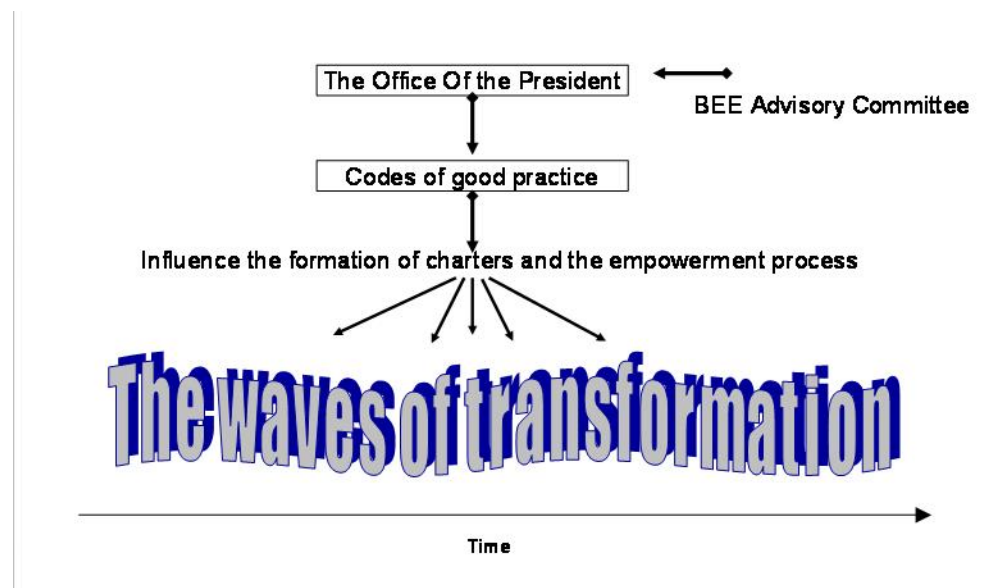 The Office Of the President
BEE Advisory Committee
Codes of good practice
Influence the formation of charters and the empowerment process
The waves of transformation
Time